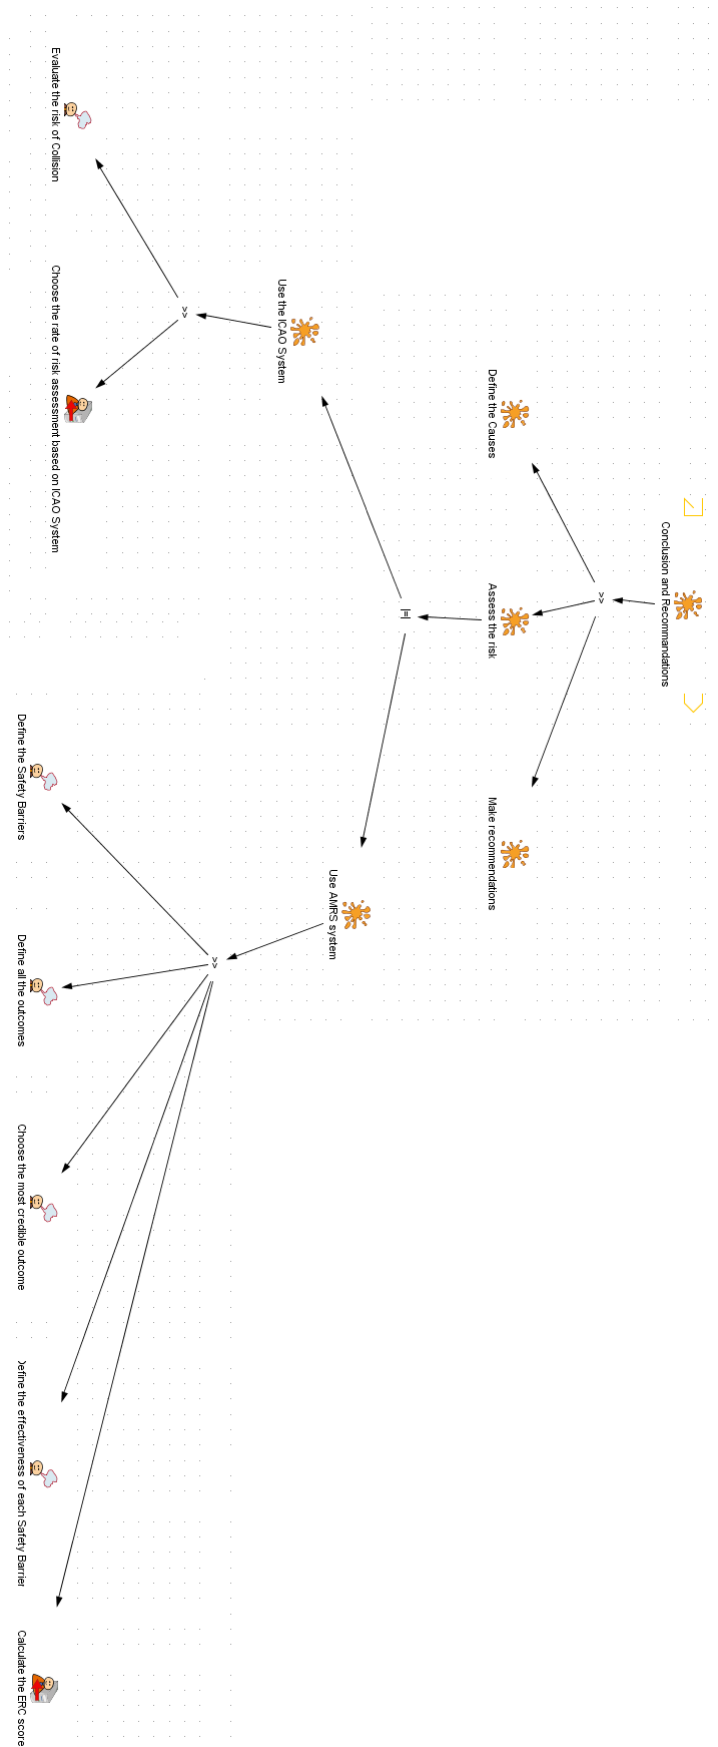 Conclusion and Recommandations
>>
Define the Causes
Assess the risk
Make recommendations
|=|
Use the ICAO System
Use AMRS system
>>
>>
Evaluate the risk of Collision
Choose the rate of risk assessment based on ICAO System
Define the Safety Barriers
Define all the outcomes
Choose the most credible outcome
Define the effectiveness of each Safety Barrier
Calculate the ERC score